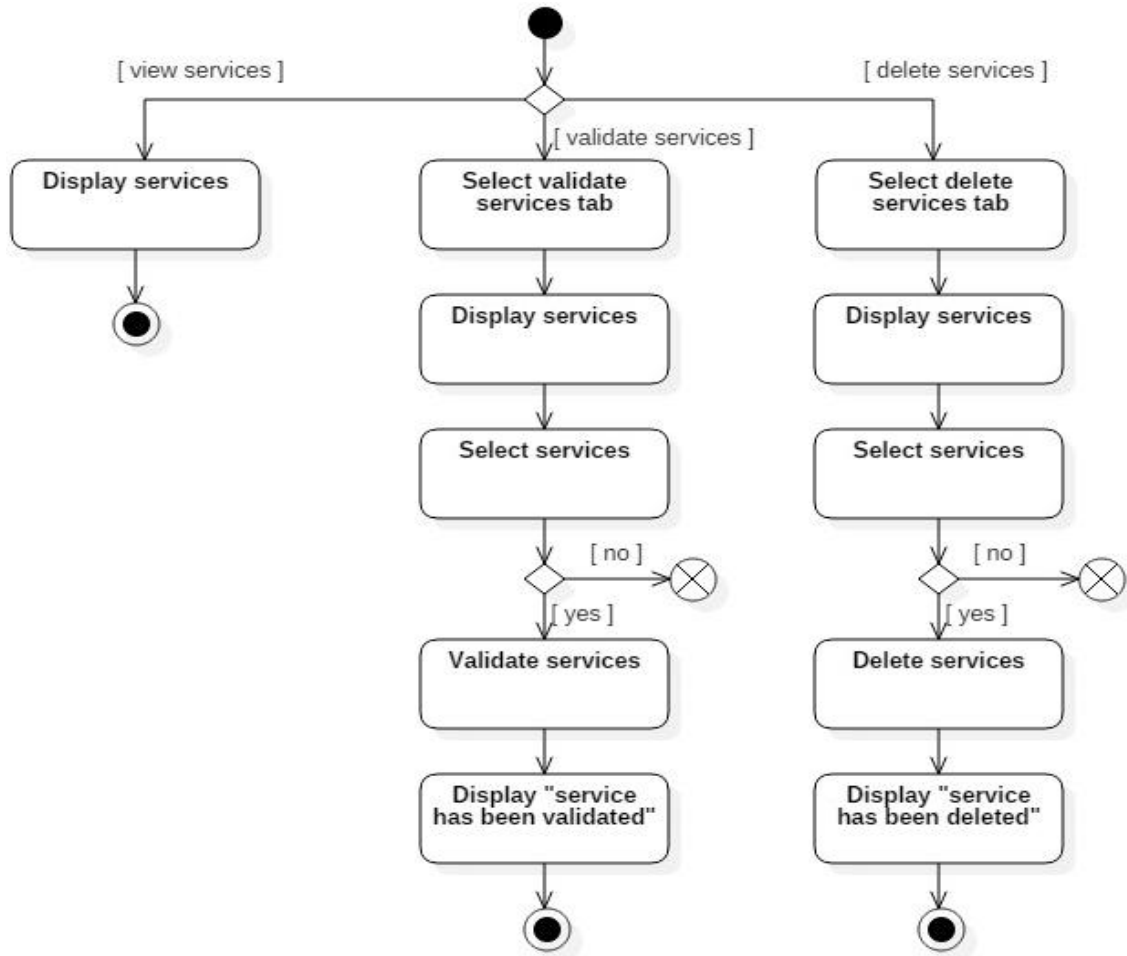 [ view services ]
[ delete services ]
[ validate services ]
Display services
Select validate
services tab
Select delete
services tab
Display services
Display services
Select services
Select services
[ no ]
[ no ]
[ yes ]
[ yes ]
Validate services
Delete services
Display "service
has been validated"
Display "service
has been deleted"